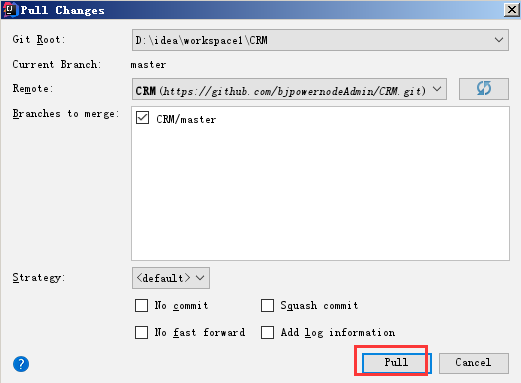 Pull Changes
Git Root: D:\idea\workspace1\CRM
Current Branch: master
Remote: CRM(https://github.com/bjpowernodeAdmin/CRM.git)
Branches to merge: CRM/master
Strategy: <default>
No commit Squash commit
No fast forward Add log information
? Pull Cancel